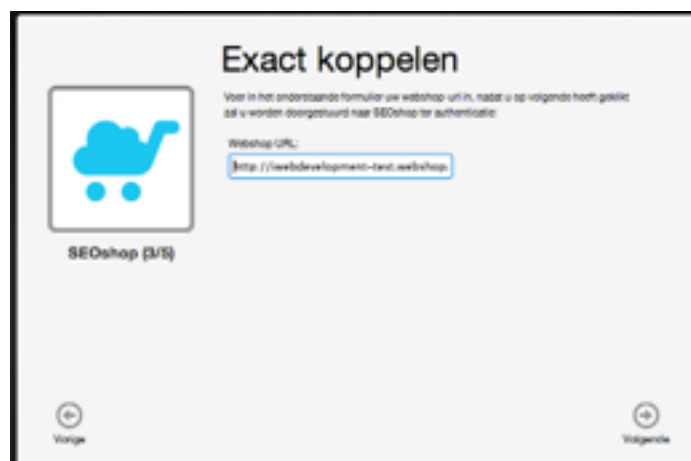 Exact koppelen
Voer in het onderstaande formulier uw webshop url in, nadat u op volgende heeft geklikt
zal u worden doorgestuurd naar SEOshop ter authenticatie:
Webshop URL:
http://iwebdevelopment-test.webshop.
SEOshop (3/5)
Vorige
Volgende